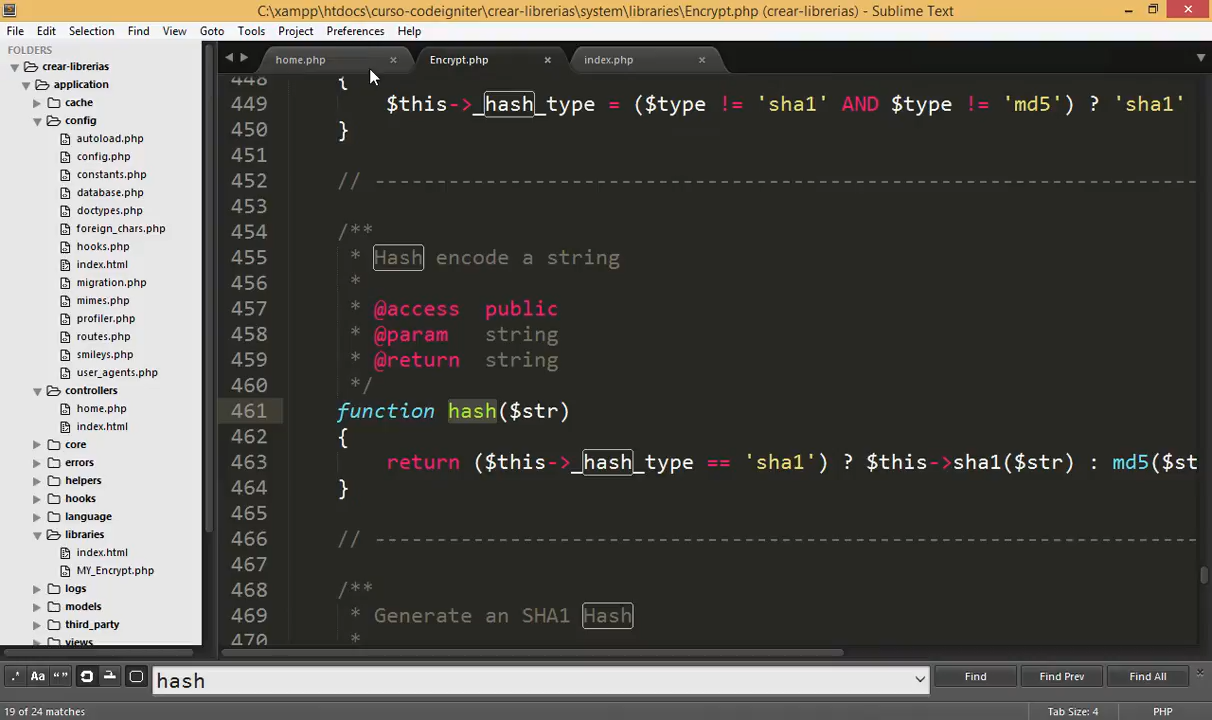 C:\xampp\htdocs\curso-codeigniter\crear-librerias\system\libraries\Encrypt.php (crear-librerias) - Sublime Text
File Edit Selection Find View Goto Tools Project Preferences Help
FOLDERS
crear-librerias
application
cache
config
autoload.php
config.php
constants.php
database.php
doctypes.php
foreign_chars.php
hooks.php
index.html
migration.php
mimes.php
profiler.php
routes.php
smileys.php
user_agents.php
controllers
home.php
index.html
core
errors
helpers
hooks
language
libraries
index.html
MY_Encrypt.php
logs
models
third_party
views
home.php Encrypt.php index.php
448 {
449 $this->_hash_type = ($type != 'sha1' AND $type != 'md5') ? 'sha1'
450 }
451
452 // -------------------------------------------------------------------
453
454 /**
455 * Hash encode a string
456 *
457 * @access public
458 * @param string
459 * @return string
460 */
461 function hash($str)
462 {
463 return ($this->_hash_type == 'sha1') ? $this->sha1($str) : md5($st
464 }
465
466 // -------------------------------------------------------------------
467
468 /**
469 * Generate an SHA1 Hash
470 *
.* Aa “” hash Find Find Prev Find All
19 of 24 matches Tab Size: 4 PHP